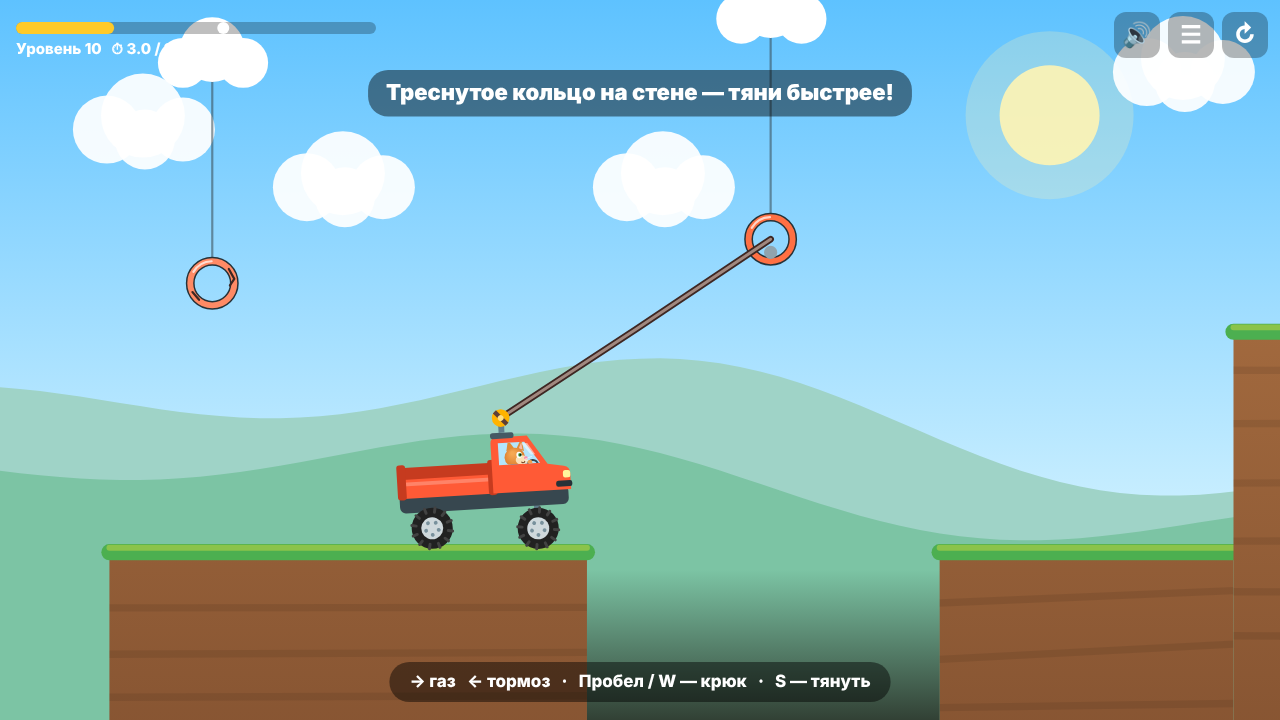 Уровень 10 ⏱ 3.0 /
Треснутое кольцо на стене — тяни быстрее!
→ газ ← тормоз · Пробел / W — крюк · S — тянуть